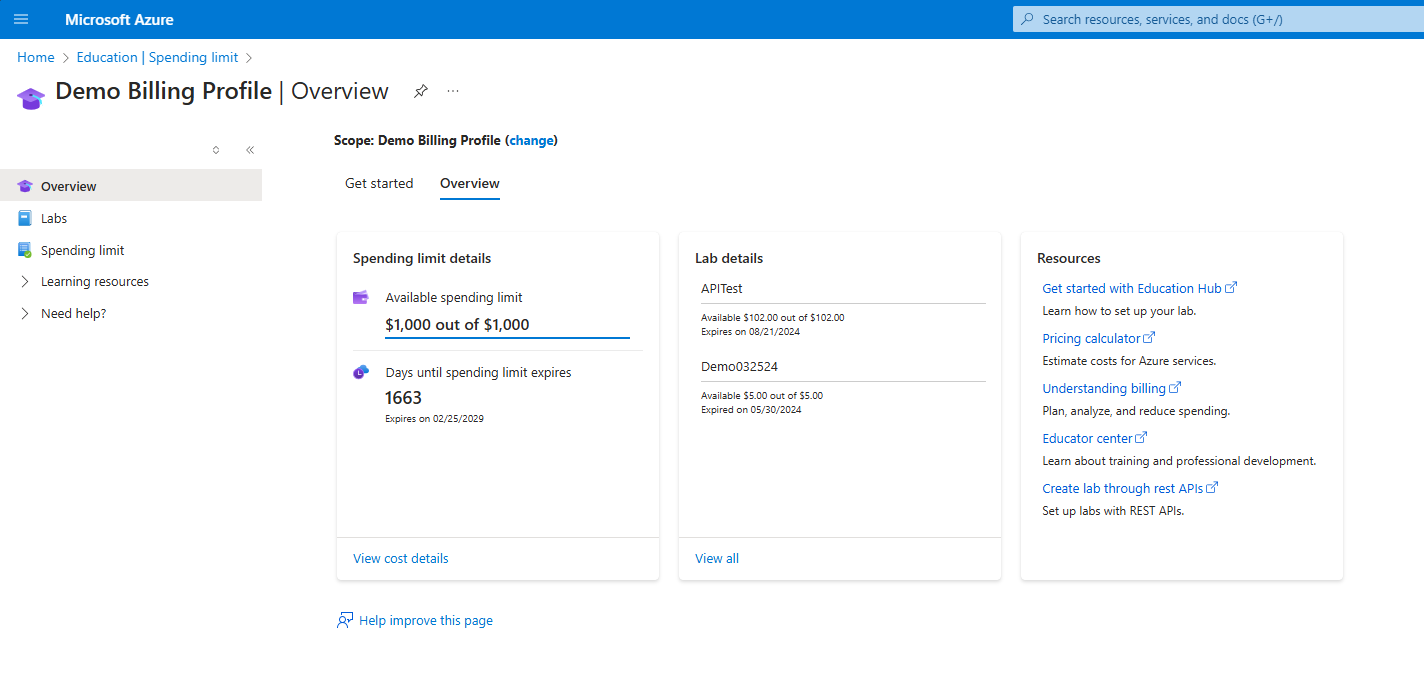 Microsoft Azure
Search resources, services, and docs (G+/)
Home > Education | Spending limit >
Demo Billing Profile | Overview
...
Scope: Demo Billing Profile (change)
Get started
Overview
Overview
Labs
Spending limit
Learning resources
Need help?
Spending limit details
Available spending limit
$1,000 out of $1,000
Days until spending limit expires
1663
Expires on 02/25/2029
View cost details
Lab details
APITest
Available $102.00 out of $102.00
Expires on 08/21/2024
Demo032524
Available $5.00 out of $5.00
Expired on 05/30/2024
View all
Resources
Get started with Education Hub
Learn how to set up your lab.
Pricing calculator
Estimate costs for Azure services.
Understanding billing
Plan, analyze, and reduce spending.
Educator center
Learn about training and professional development.
Create lab through rest APIs
Set up labs with REST APIs.
Help improve this page